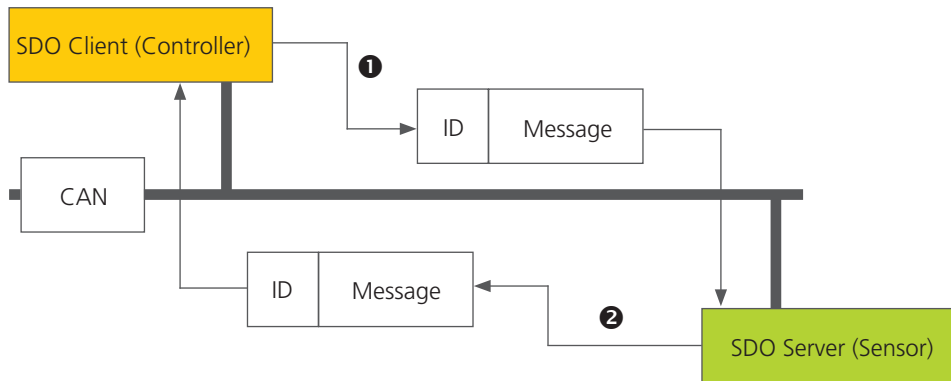 SDO Client (Controller)
❶
ID Message
CAN
ID Message
❷
SDO Server (Sensor)